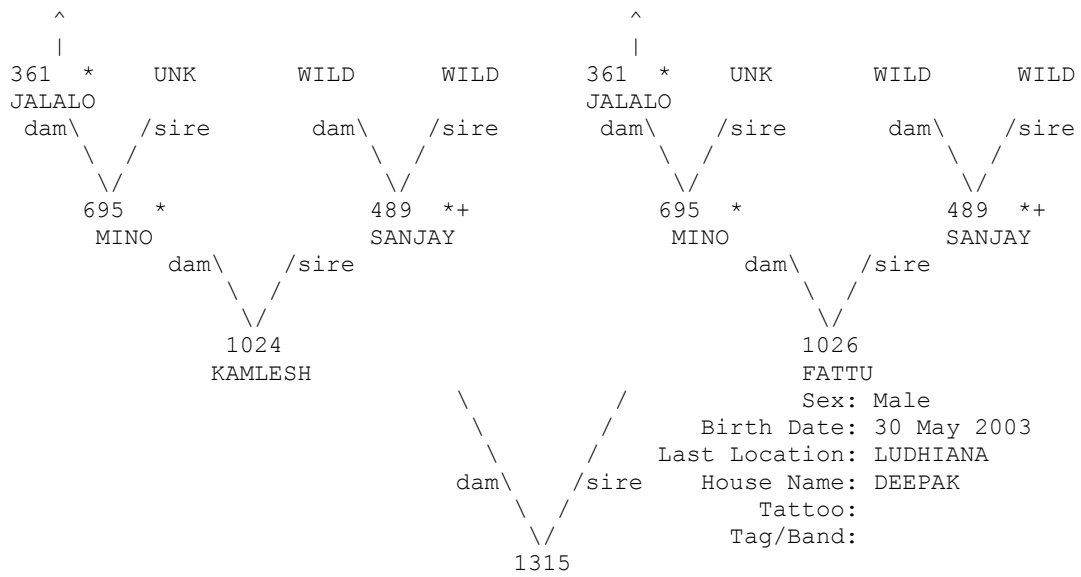 ^                                       ^
    |                                       |
361  *    UNK       WILD      WILD      361  *    UNK       WILD      WILD
JALALO                                  JALALO
 dam\    /sire       dam\    /sire       dam\    /sire       dam\    /sire
     \  /                \  /                \  /                \  /
      \/                  \/                  \/                  \/
     695  *              489  *+             695  *              489  *+
      MINO               SANJAY               MINO               SANJAY
           dam\    /sire                           dam\    /sire
               \  /                                    \  /
                \/                                      \/
               1024                                    1026
              KAMLESH                                  FATTU
                               \          /            Sex: Male
                                \        /      Birth Date: 30 May 2003
                                 \      /    Last Location: LUDHIANA
                               dam\    /sire    House Name: DEEPAK
                                   \  /             Tattoo:
                                    \/            Tag/Band:
                                   1315